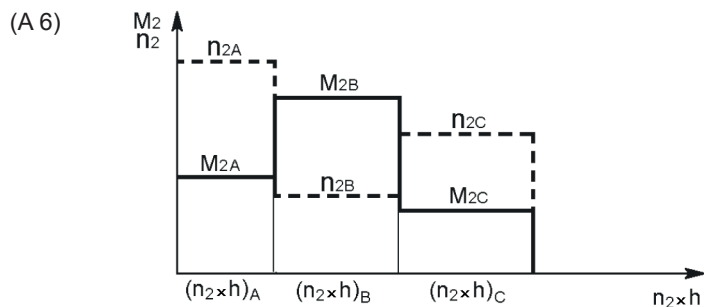 (A 6)
M2
n2
n2A
M2B
n2C
M2A
n2B
M2C
(n2×h)A
(n2×h)B
(n2×h)C
n2×h